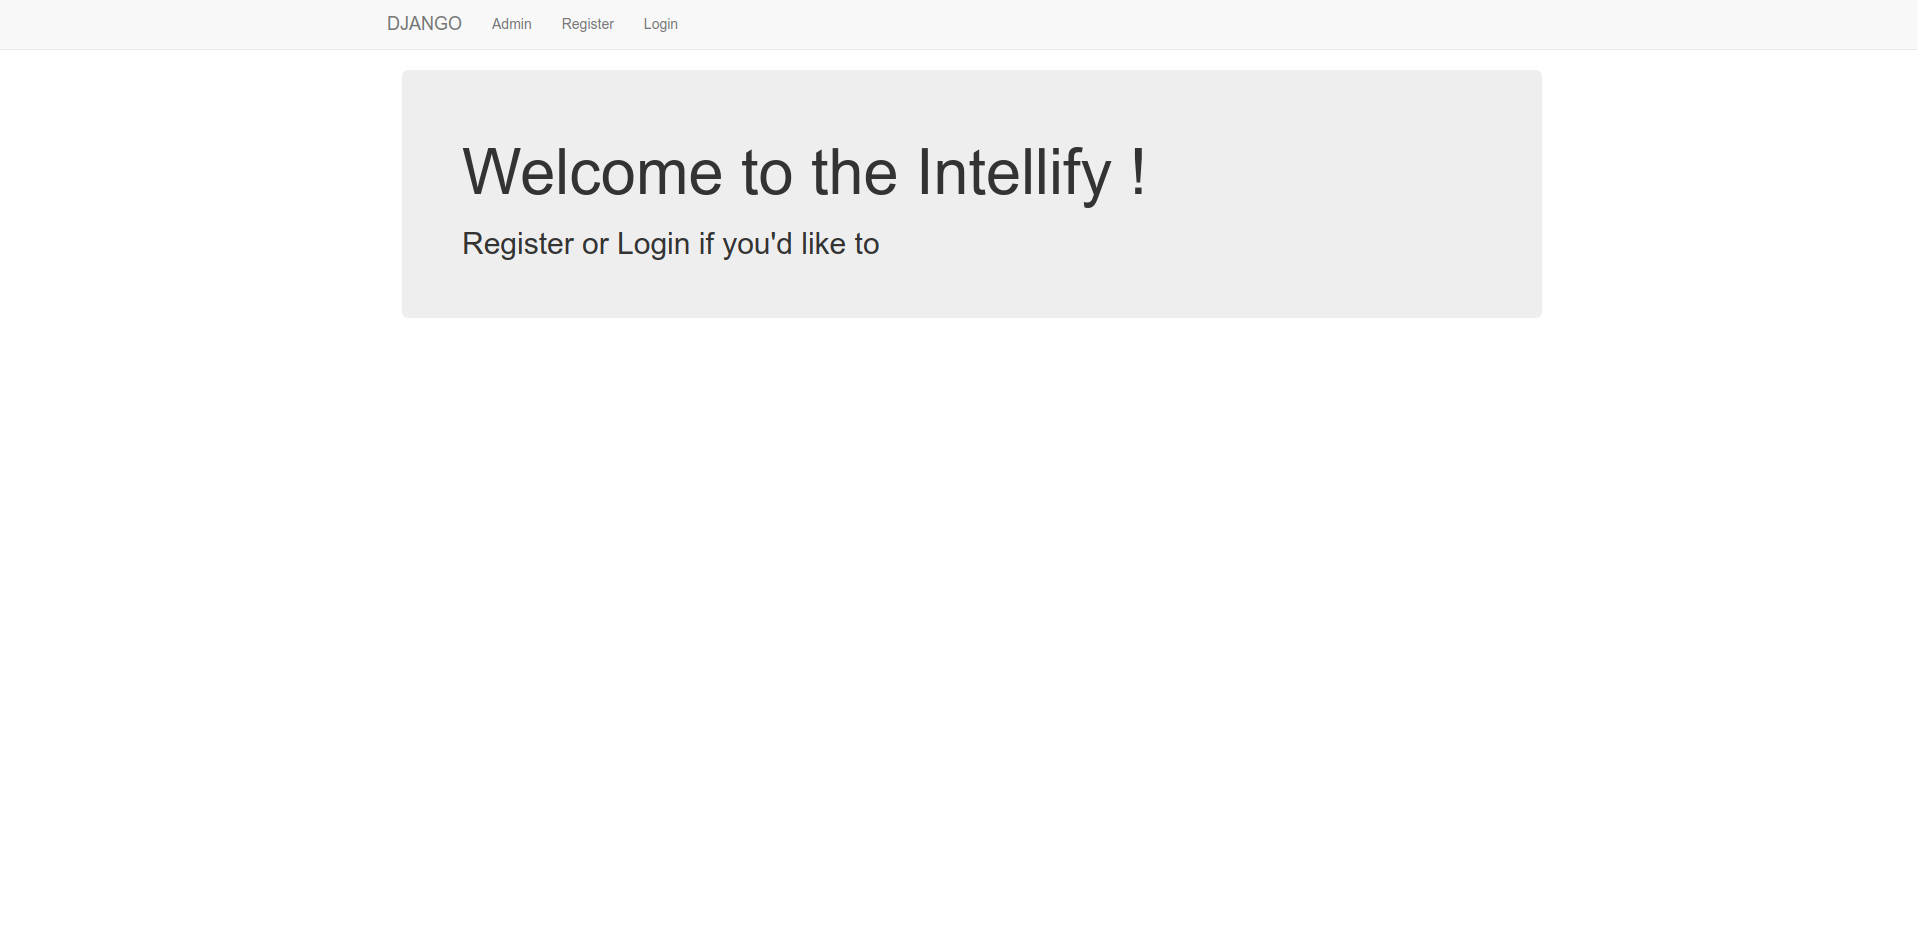 DJANGO Admin Register Login
Welcome to the Intellify !
Register or Login if you'd like to